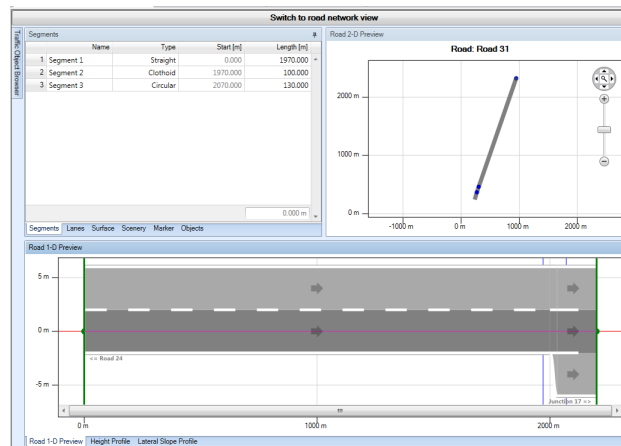 Switch to road network view
Traffic Object Browser
Segments
Name Type Start [m] Length [m]
1 Segment 1 Straight 0.000 1970.000
2 Segment 2 Clothoid 1970.000 100.000
3 Segment 3 Circular 2070.000 130.000
0.000 m
Segments Lanes Surface Scenery Marker Objects
Road 2-D Preview
Road: Road 31
2000 m
1000 m
0 m
-1000 m 0 m 1000 m 2000 m
Road 1-D Preview
5 m
0 m
-5 m
<< Road 24
Junction 17 >>
0 m 1000 m 2000 m
Road 1-D Preview Height Profile Lateral Slope Profile